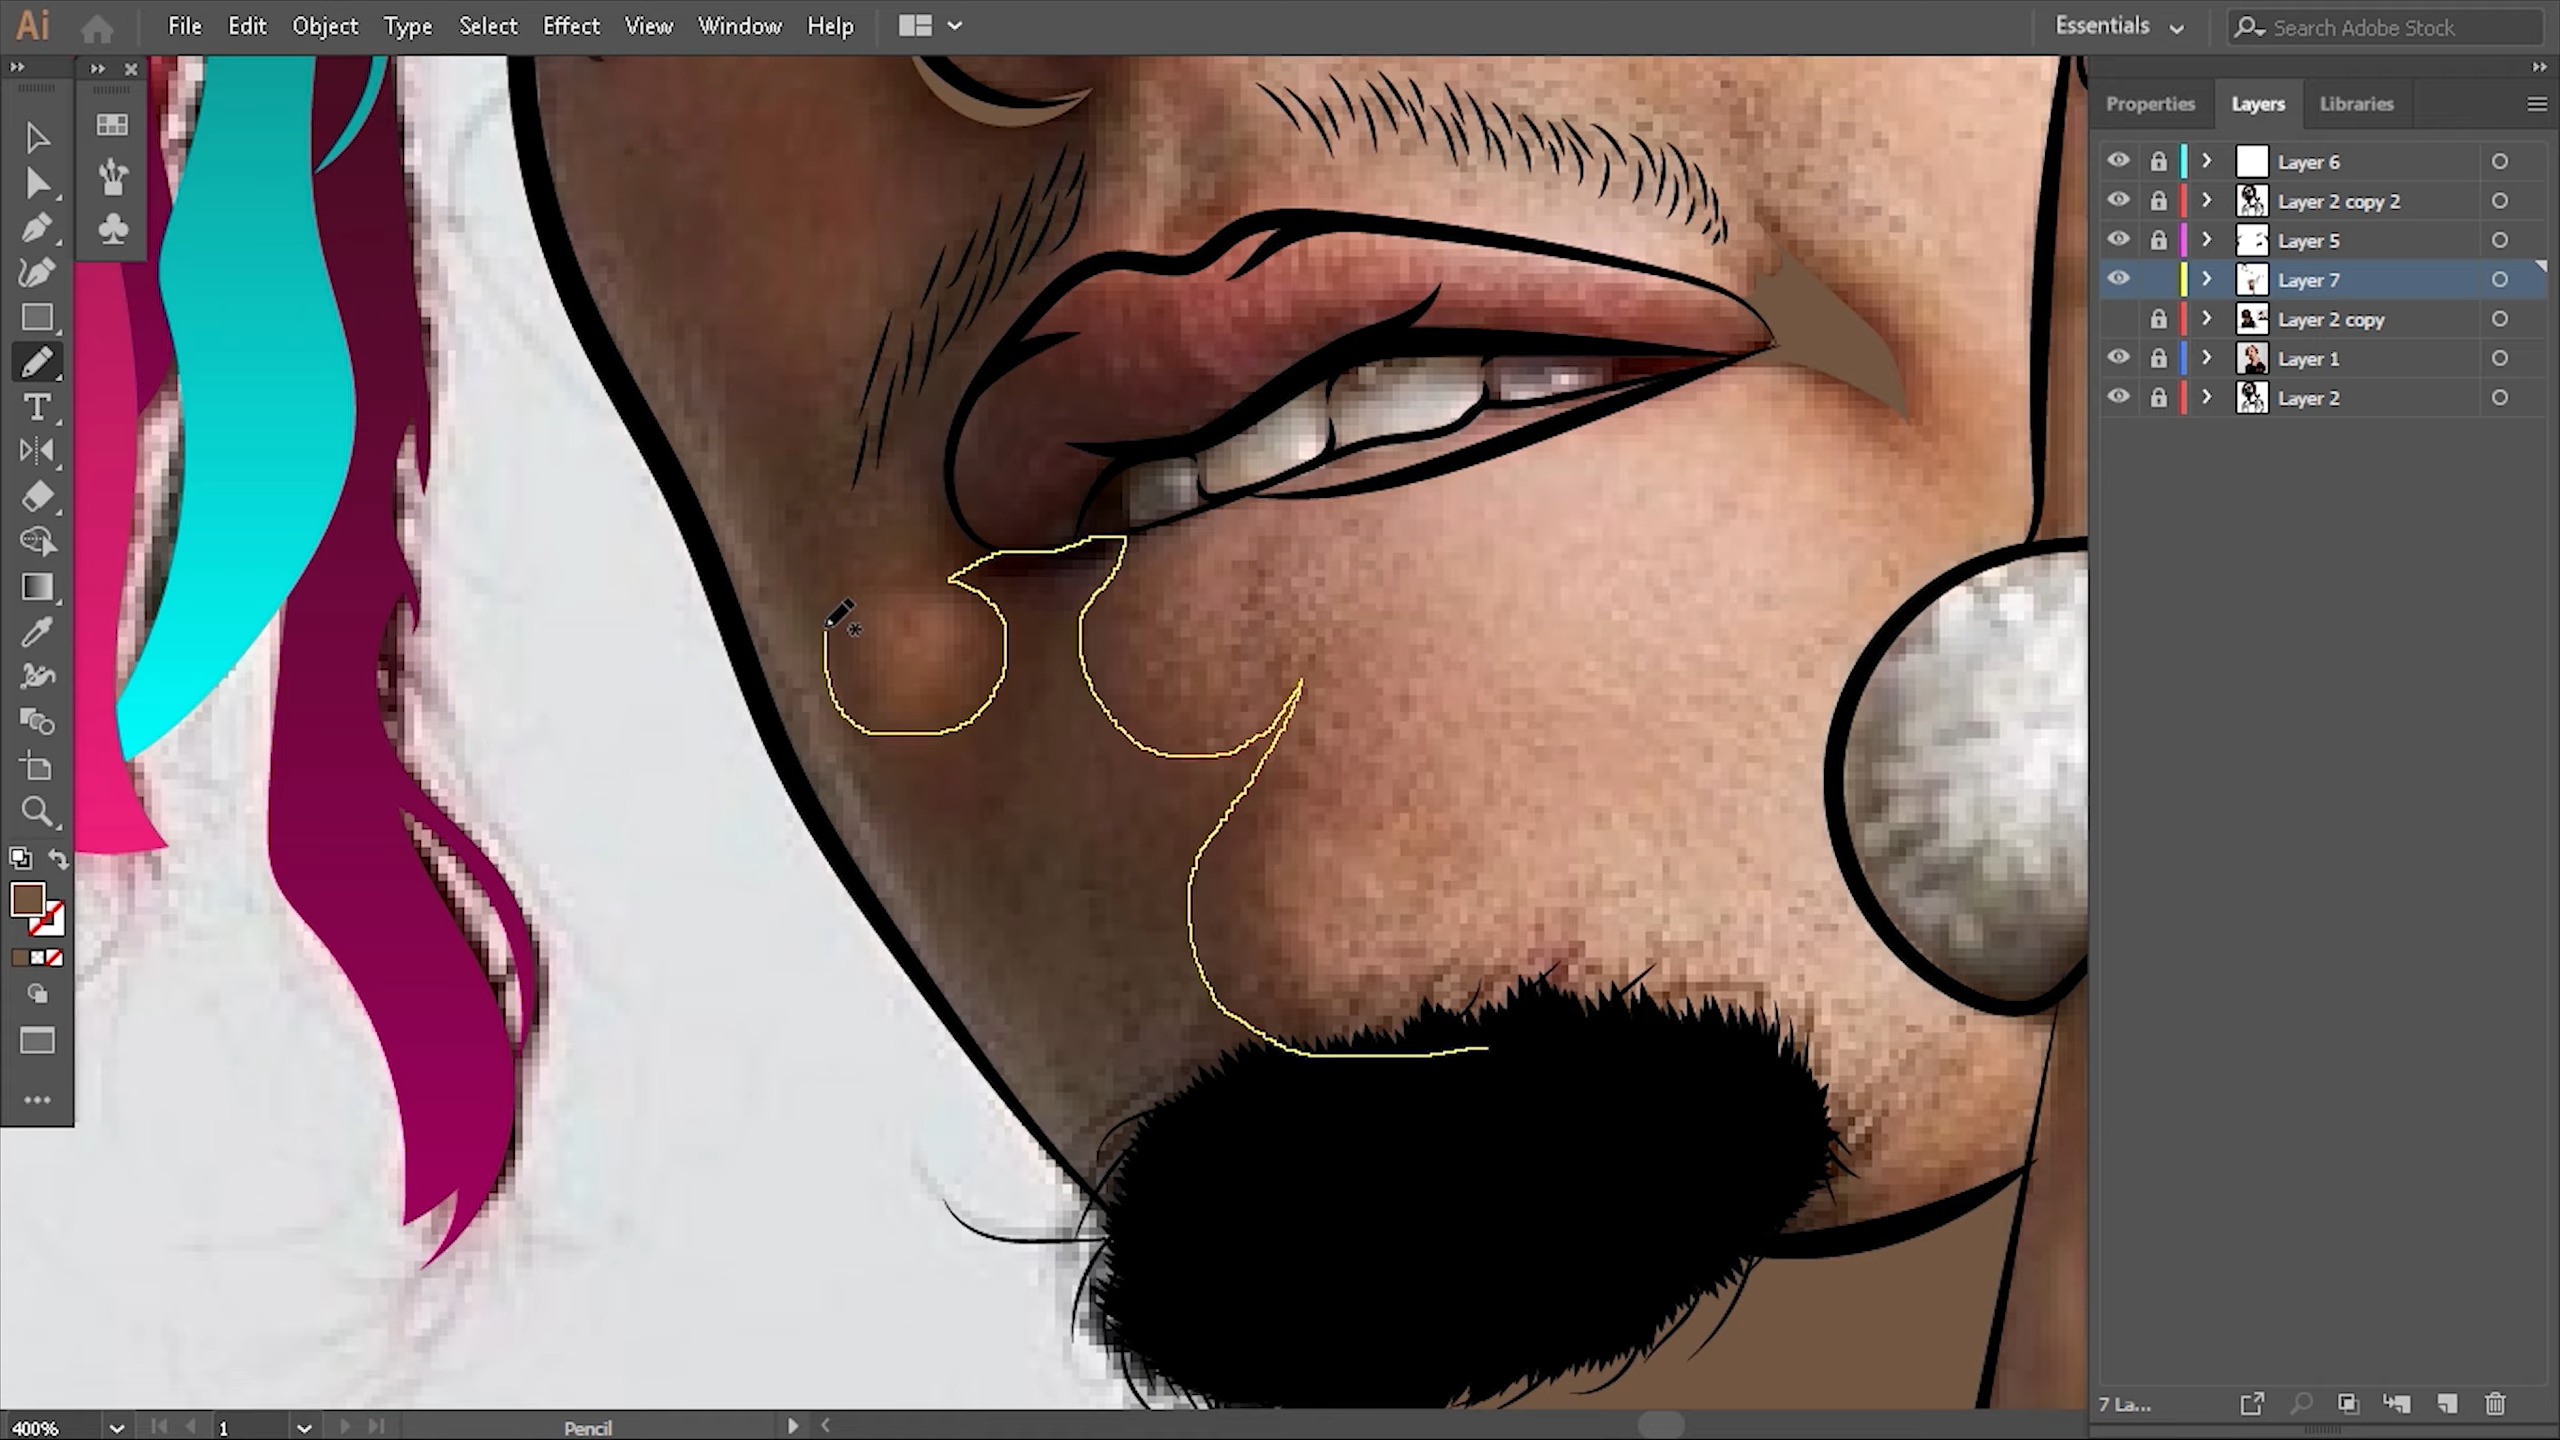 Ai File Edit Object Type Select Effect View Window Help Essentials Search Adobe Stock
Properties Layers Libraries
Layer 6
Layer 2 copy 2
Layer 5
Layer 7
Layer 2 copy
Layer 1
Layer 2
400% 1 Pencil 7 La...